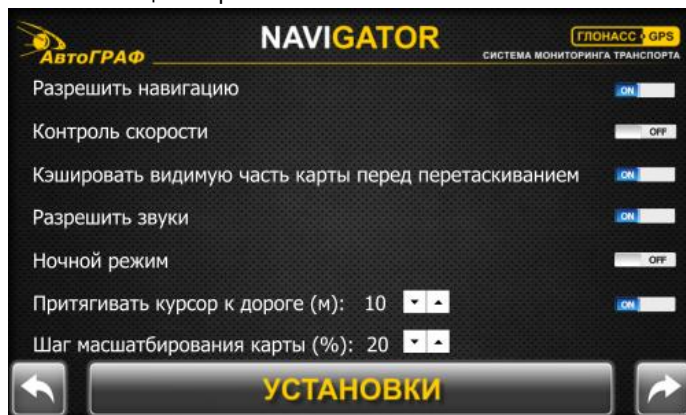 АвтоГРАФ
NAVIGATOR
ГЛОНАСС GPS
СИСТЕМА МОНИТОРИНГА ТРАНСПОРТА
Разрешить навигацию ON
Контроль скорости OFF
Кэшировать видимую часть карты перед перетаскиванием ON
Разрешить звуки ON
Ночной режим OFF
Притягивать курсор к дороге (м): 10 ON
Шаг масшатбирования карты (%): 20
УСТАНОВКИ